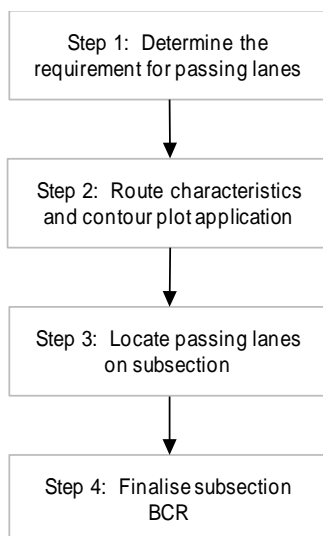 Step 1: Determine the
requirement for passing lanes
Step 2: Route characteristics
and contour plot application
Step 3: Locate passing lanes
on subsection
Step 4: Finalise subsection
BCR